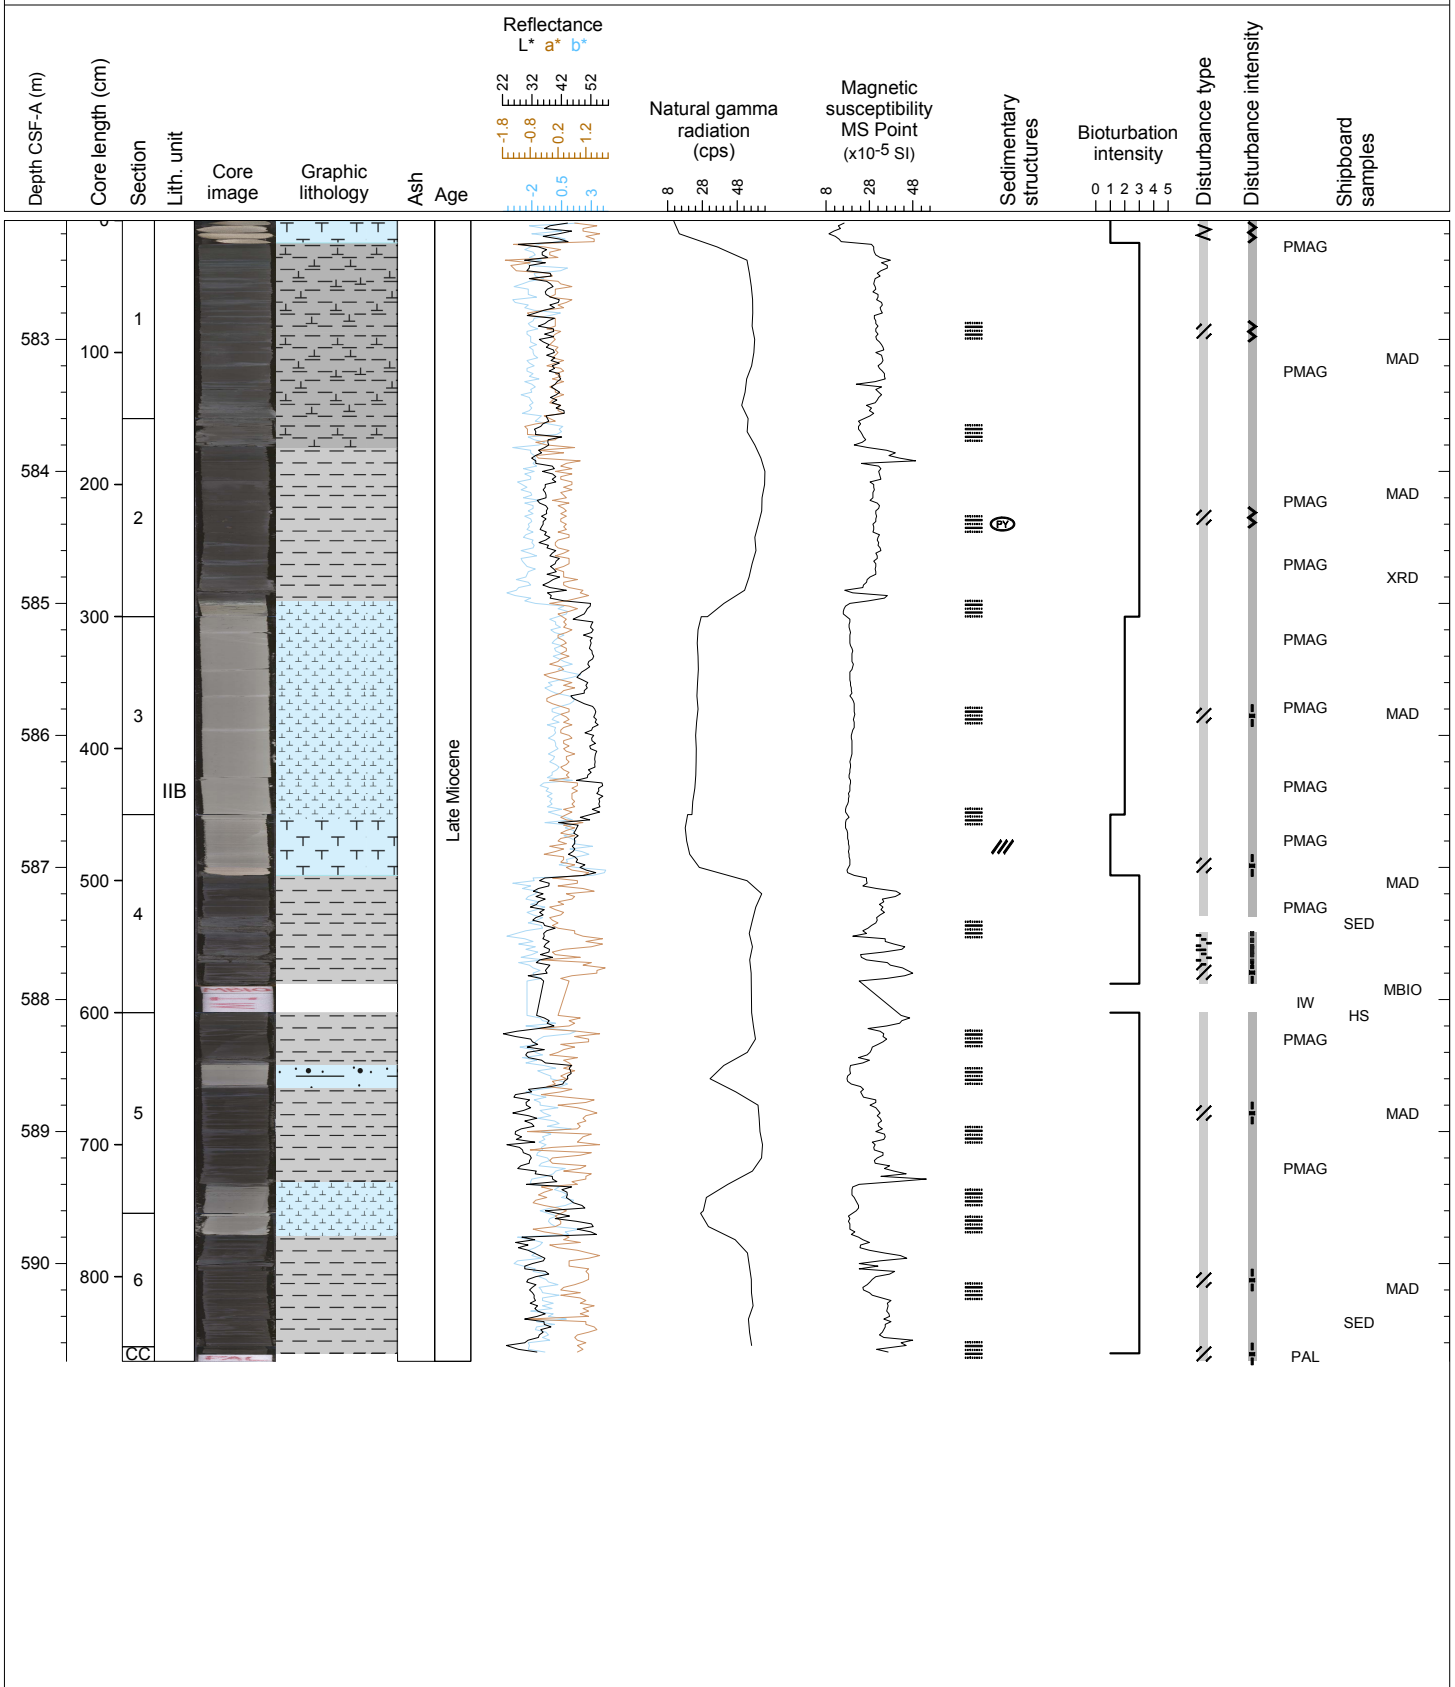 Depth CSF-A (m)
Core length (cm)
Section
Lith. unit
Core
image
Graphic
lithology
Ash
Age
Reflectance
L* a* b*
22 32 42 52
-1.8 -0.8 0.2 1.2
-2 0.5 3
Natural gamma
radiation
(cps)
8 28 48
Magnetic
susceptibility
MS Point
(x10-5 SI)
8 28 48
Sedimentary
structures
Bioturbation
intensity
0 1 2 3 4 5
Disturbance type
Disturbance intensity
Shipboard
samples
0
PMAG
1
583
100
MAD
PMAG
584
200
MAD
PMAG
2
PY
PMAG
XRD
585
300
PMAG
PMAG
MAD
3
586
400
IIB
Late Miocene
PMAG
PMAG
587
500
MAD
PMAG
4
SED
MBIO
588
MBIO
IW
600
HS
PMAG
5
589
MAD
700
PMAG
590
800
6
MAD
SED
CC
PAL
PAL